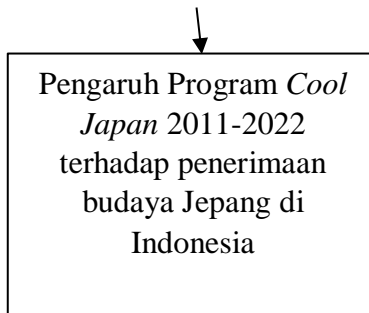 Pengaruh Program Cool
Japan 2011-2022
terhadap penerimaan
budaya Jepang di
Indonesia